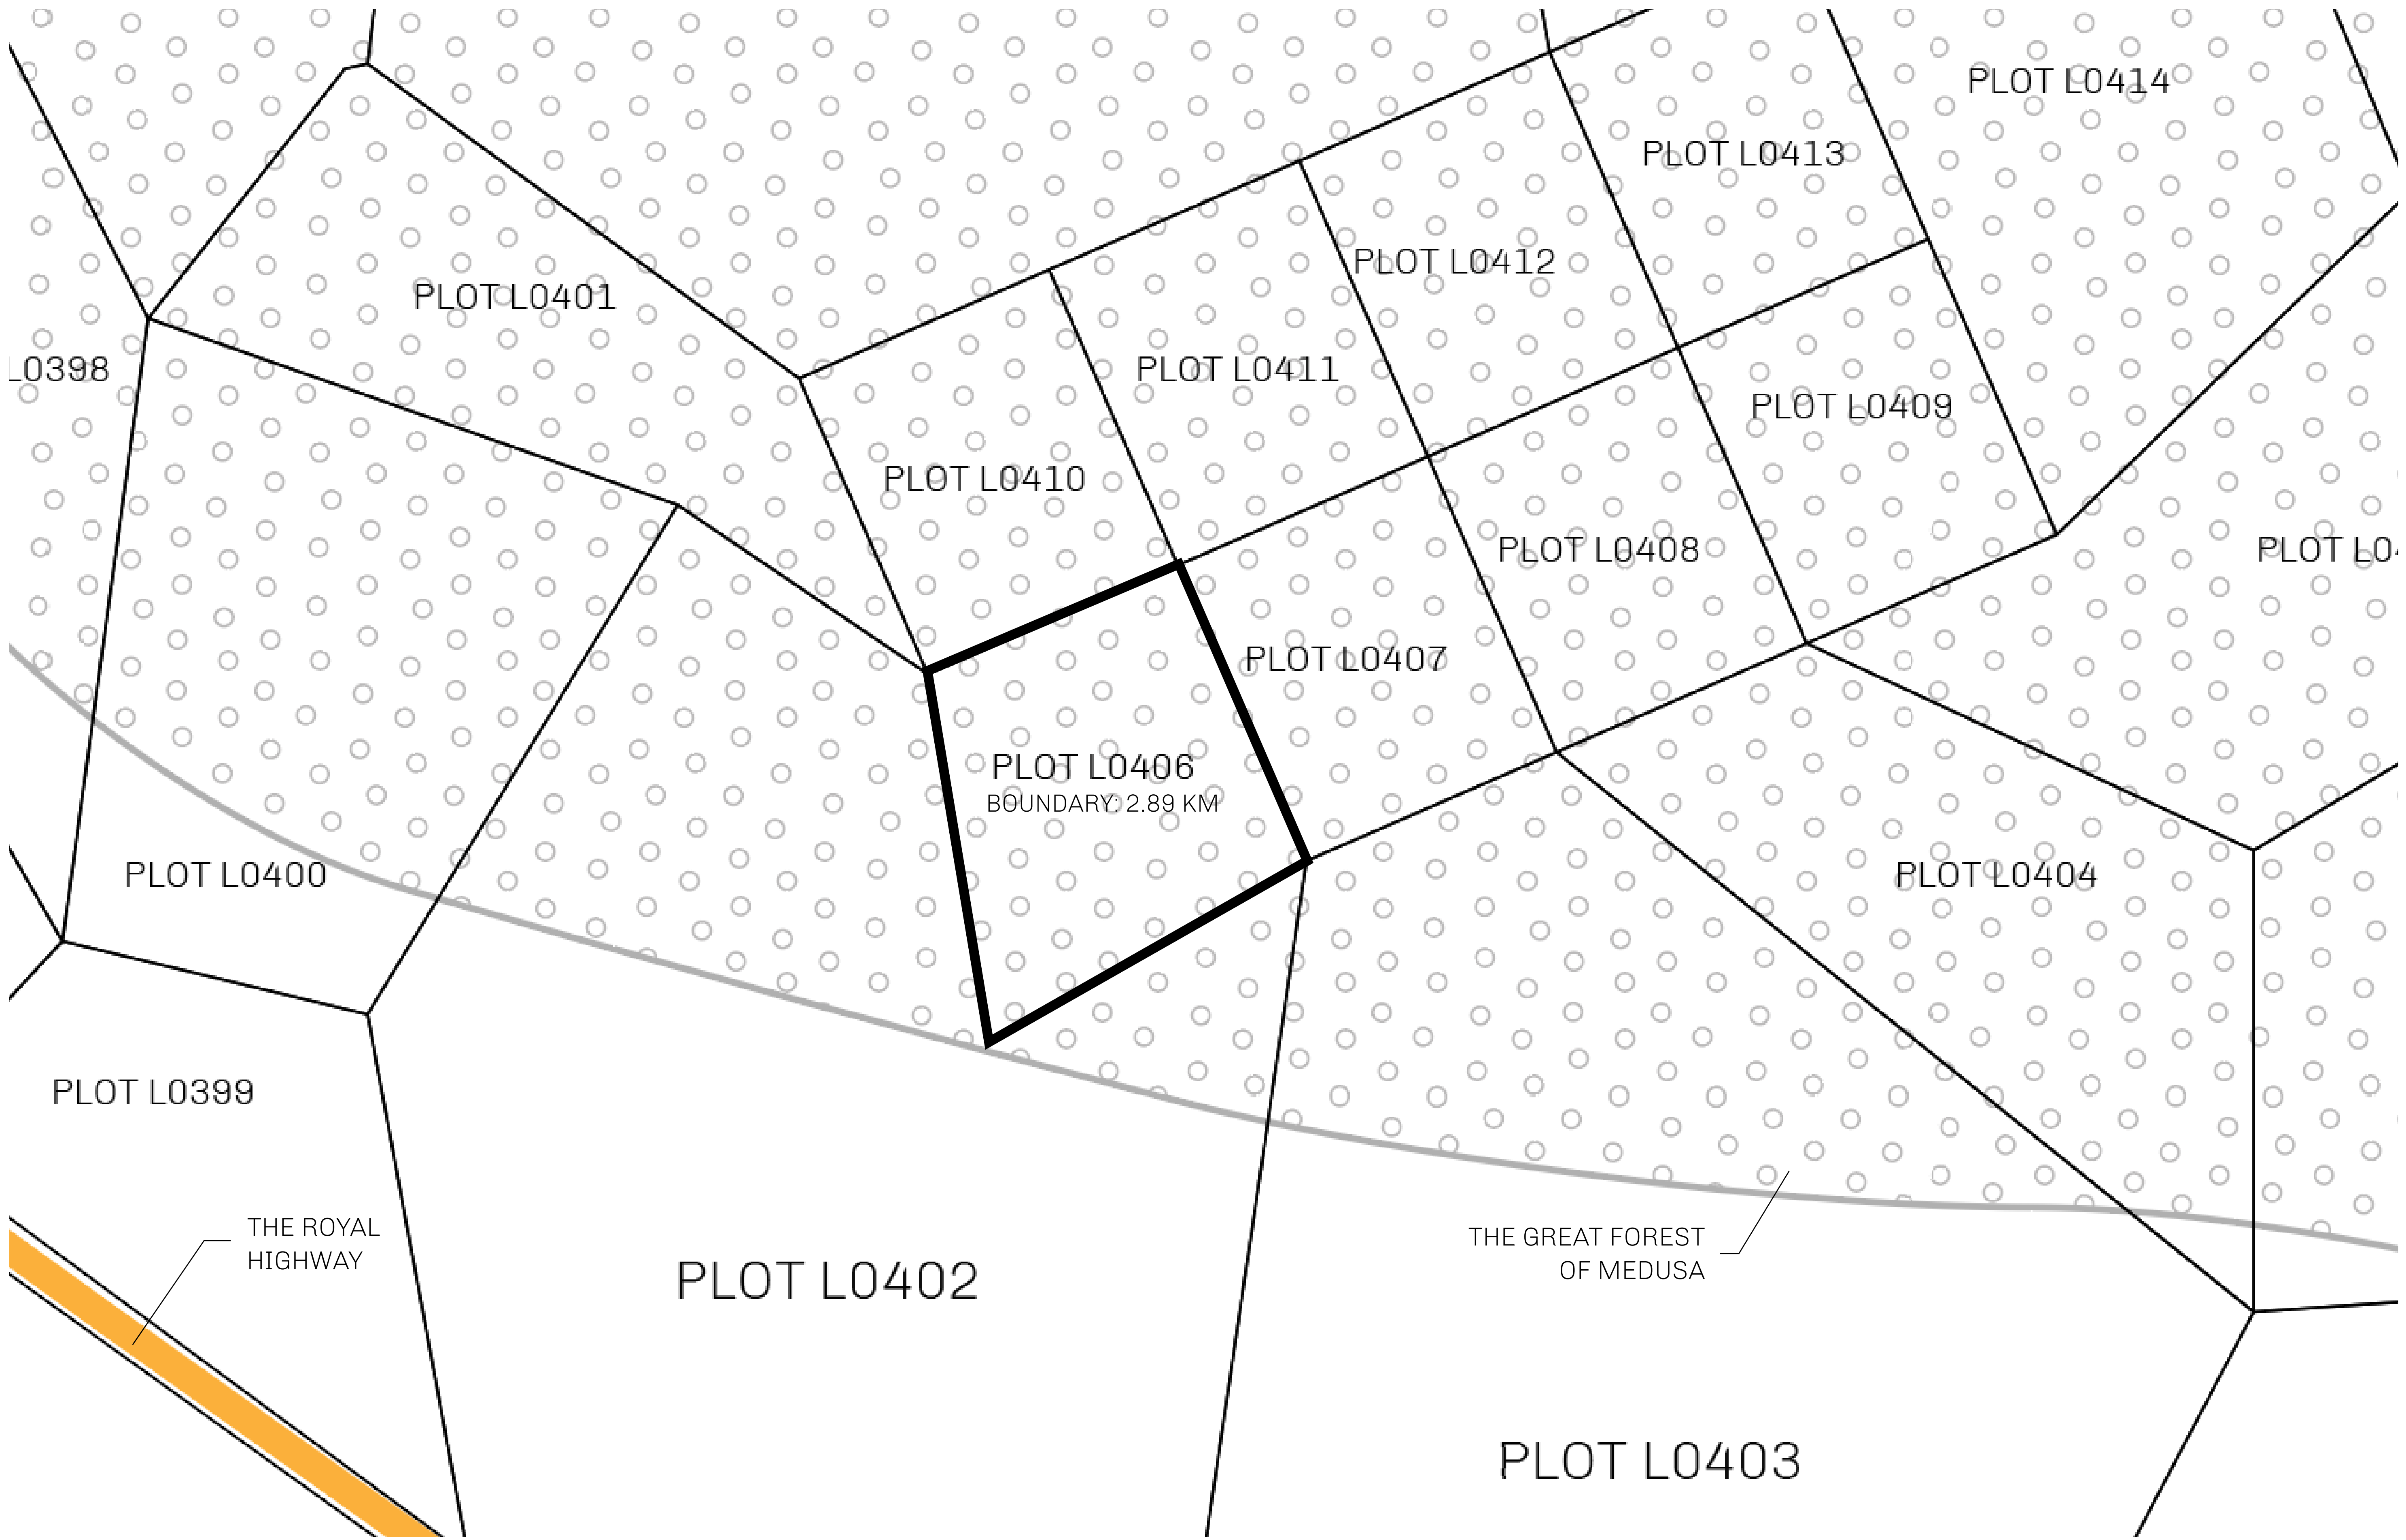 PLOT L0414
PLOT L0413
PLOT L0412
PLOT L0401
L0398
PLOT L0411
PLOT L0409
PLOT L0410
PLOT L0408
PLOT L04
PLOT L0407
PLOT L0406
BOUNDARY: 2.89 KM
PLOT L0400
PLOT L0404
PLOT L0399
THE ROYAL
HIGHWAY
THE GREAT FOREST
OF MEDUSA
PLOT L0402
PLOT L0403